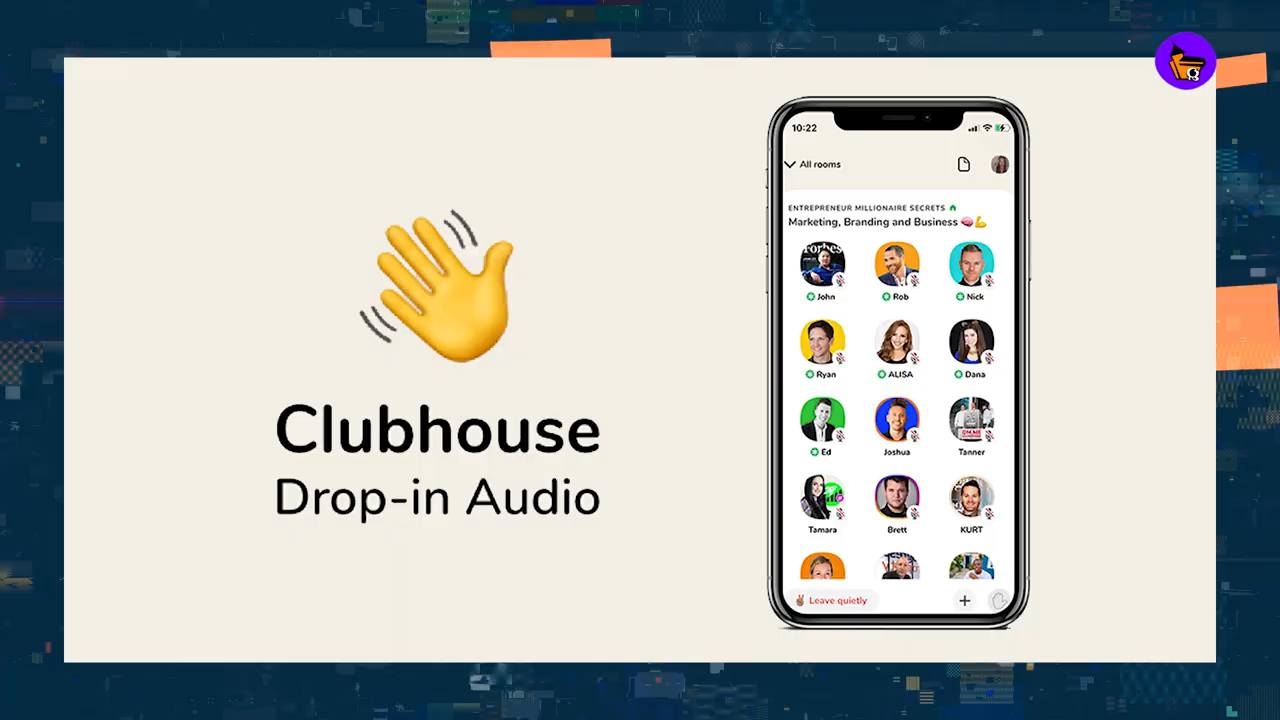 Clubhouse
Drop-in Audio
10:22
All rooms
ENTREPRENEUR MILLIONAIRE SECRETS
Marketing, Branding and Business 🧠💪
Forbes
John
Rob
Nick
Ryan
ALISA
Dana
Ed
Joshua
Tanner
Tamara
Brett
KURT
Leave quietly